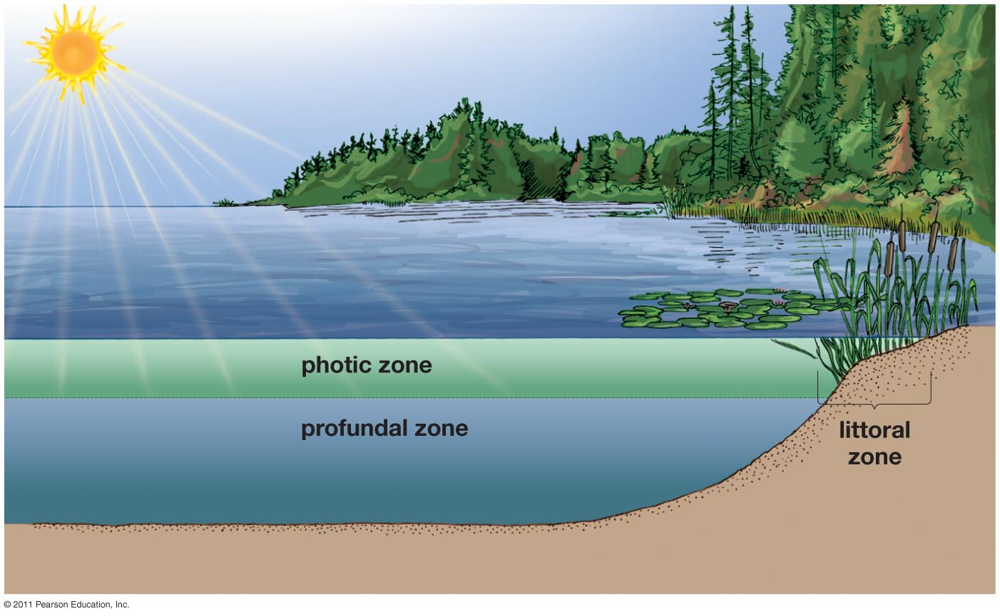 photic zone
profundal zone
littoral
zone
© 2011 Pearson Education, Inc.